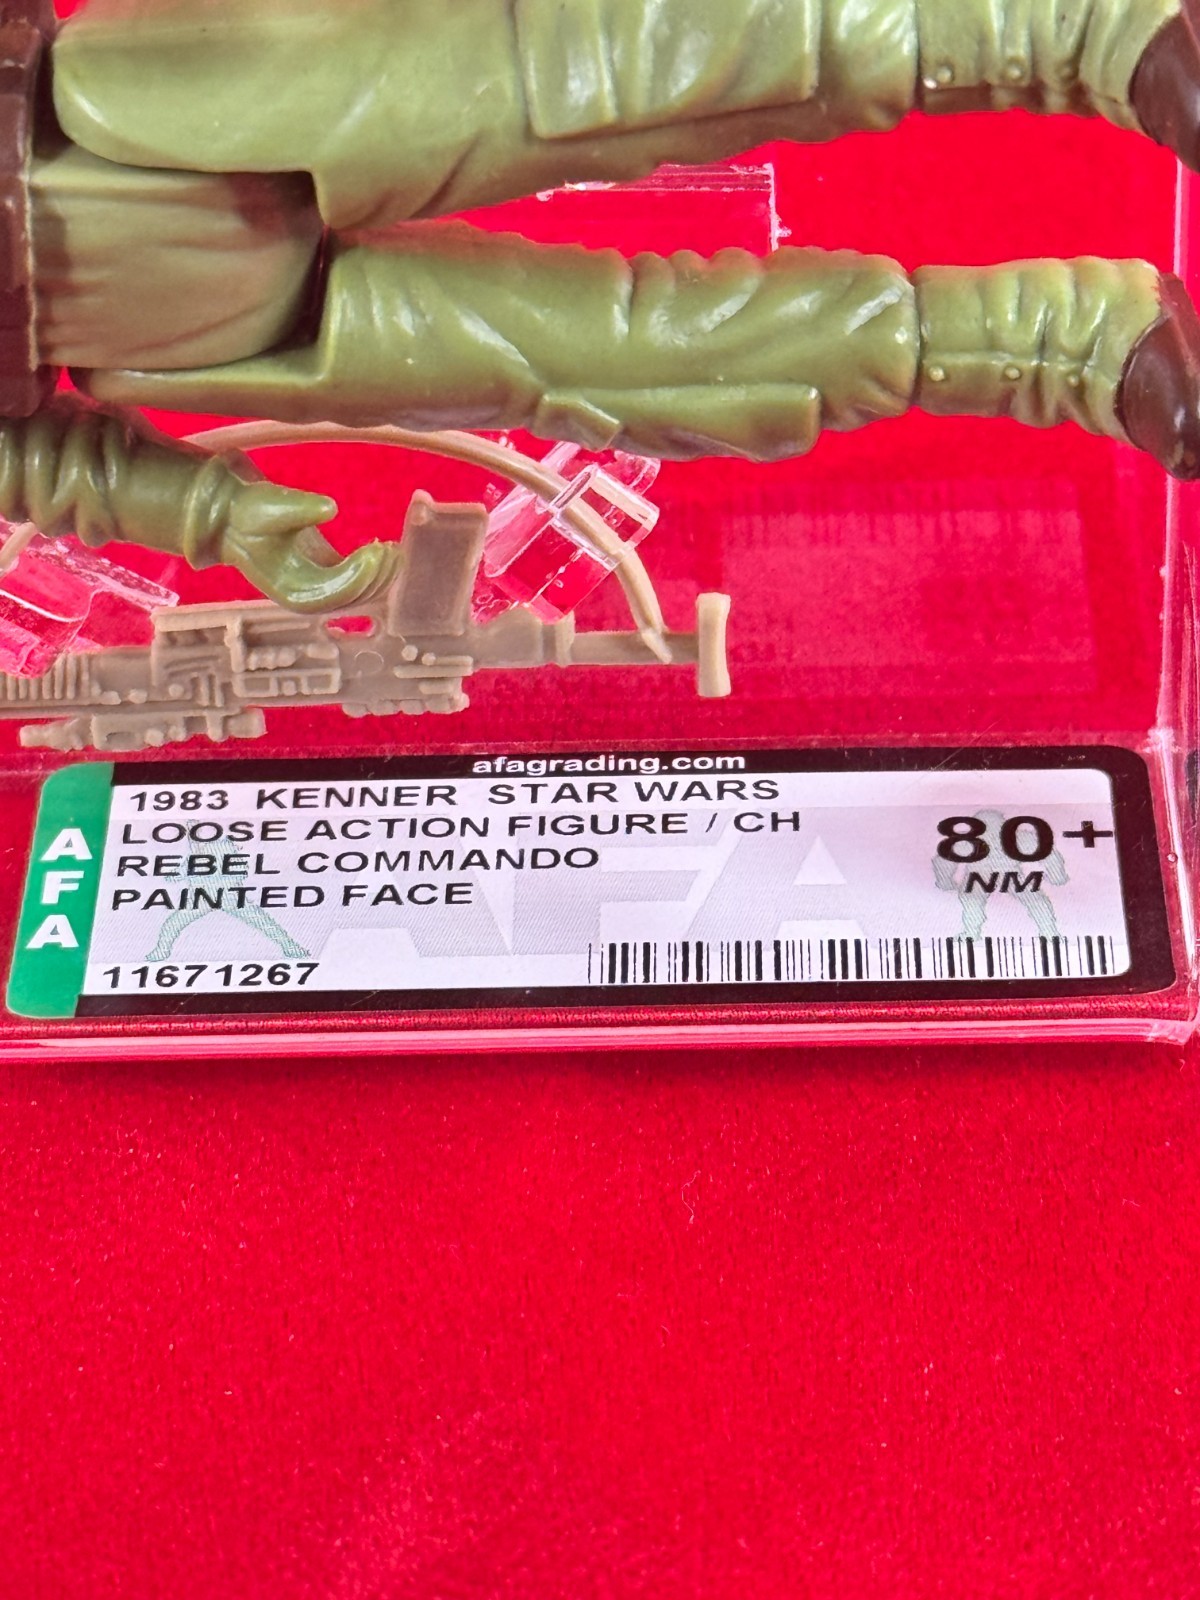 afagrading.com
1983 KENNER STAR WARS
LOOSE ACTION FIGURE / CH
REBEL COMMANDO
PAINTED FACE
80+
NM
AFA
11671267